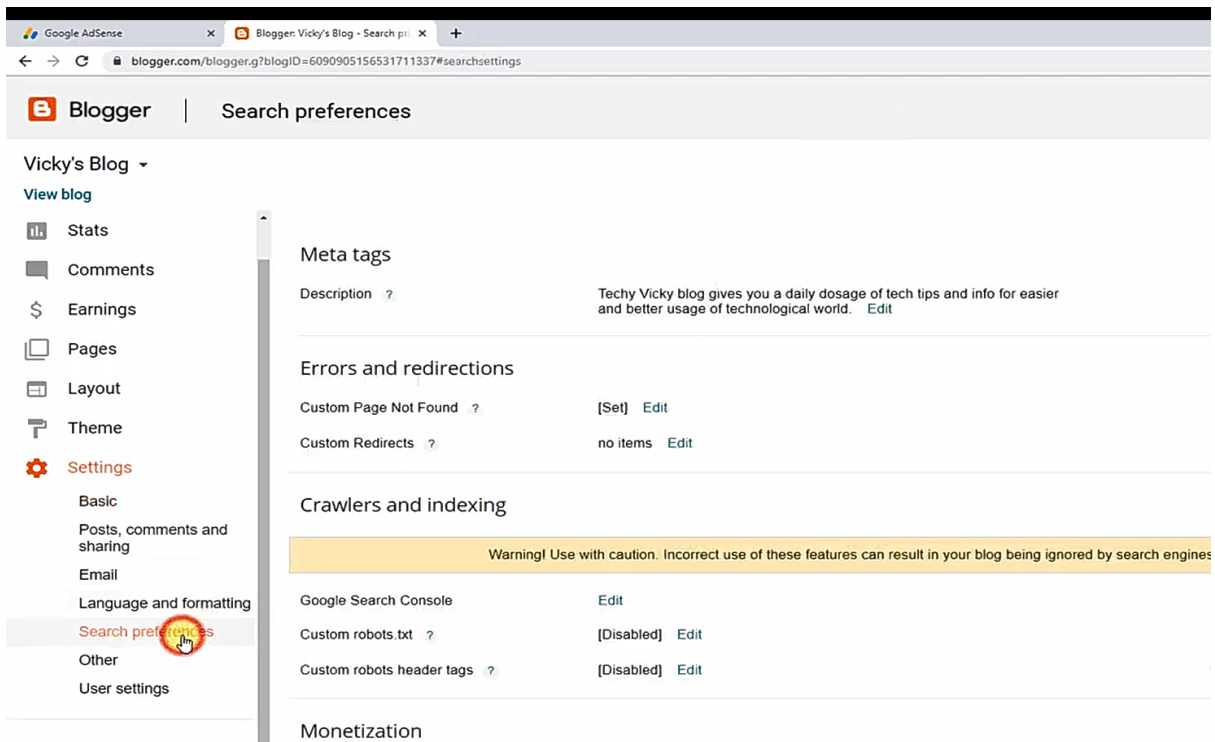 Google AdSense
Blogger: Vicky's Blog - Search pr
blogger.com/blogger.g?blogID=6090905156531711337#searchsettings
Blogger | Search preferences
Vicky's Blog
View blog
Stats
Comments
Earnings
Pages
Layout
Theme
Settings
Basic
Posts, comments and
sharing
Email
Language and formatting
Search preferences
Other
User settings
Meta tags
Description ? Techy Vicky blog gives you a daily dosage of tech tips and info for easier
and better usage of technological world. Edit
Errors and redirections
Custom Page Not Found ? [Set] Edit
Custom Redirects ? no items Edit
Crawlers and indexing
Warning! Use with caution. Incorrect use of these features can result in your blog being ignored by search engines
Google Search Console Edit
Custom robots.txt ? [Disabled] Edit
Custom robots header tags ? [Disabled] Edit
Monetization